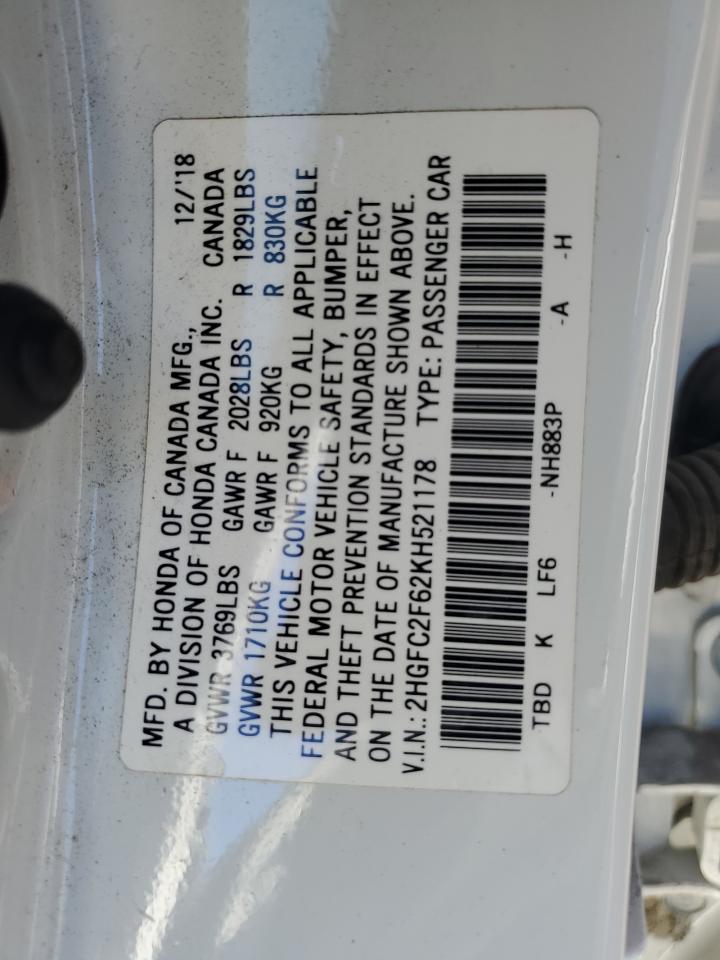 MFD. BY HONDA OF CANADA MFG., 12/'18
A DIVISION OF HONDA CANADA INC. CANADA
GVWR 3769LBS GAWR F 2028LBS R 1829LBS
GVWR 1710KG GAWR F 920KG R 830KG
THIS VEHICLE CONFORMS TO ALL APPLICABLE
FEDERAL MOTOR VEHICLE SAFETY, BUMPER,
AND THEFT PREVENTION STANDARDS IN EFFECT
ON THE DATE OF MANUFACTURE SHOWN ABOVE.
V.I.N.: 2HGFC2F62KH521178 TYPE: PASSENGER CAR
TBD K LF6 -NH883P -A -H